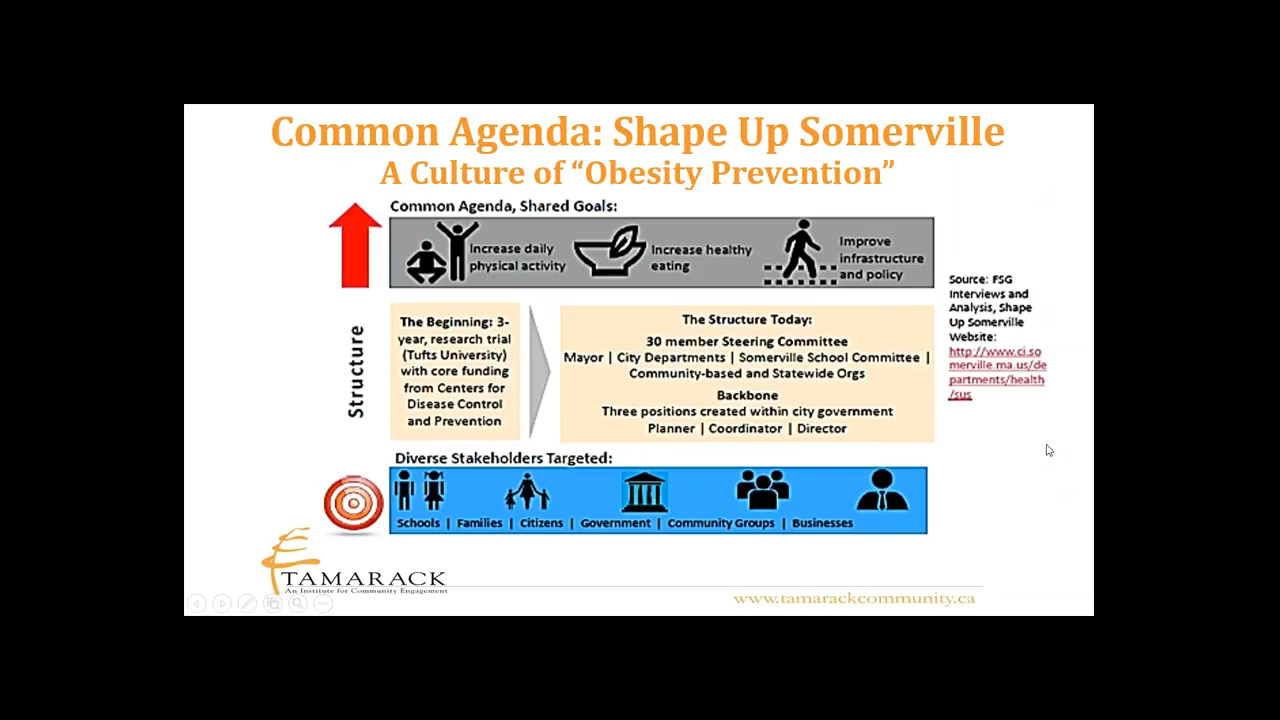 Common Agenda: Shape Up Somerville
A Culture of “Obesity Prevention”
Common Agenda, Shared Goals:
Increase daily
physical activity
Increase healthy
eating
Improve
infrastructure
and policy
Structure
The Beginning: 3-
year, research trial
(Tufts University)
with core funding
from Centers for
Disease Control
and Prevention
The Structure Today:
30 member Steering Committee
Mayor | City Departments | Somerville School Committee |
Community-based and Statewide Orgs
Backbone
Three positions created within city government
Planner | Coordinator | Director
Source: FSG
Interviews and
Analysis, Shape
Up Somerville
Website:
http://www.ci.so
merville.ma.us/de
partments/health
/sus
Diverse Stakeholders Targeted:
Schools | Families | Citizens | Government | Community Groups | Businesses
TAMARACK
An Institute for Community Engagement
www.tamarackcommunity.ca